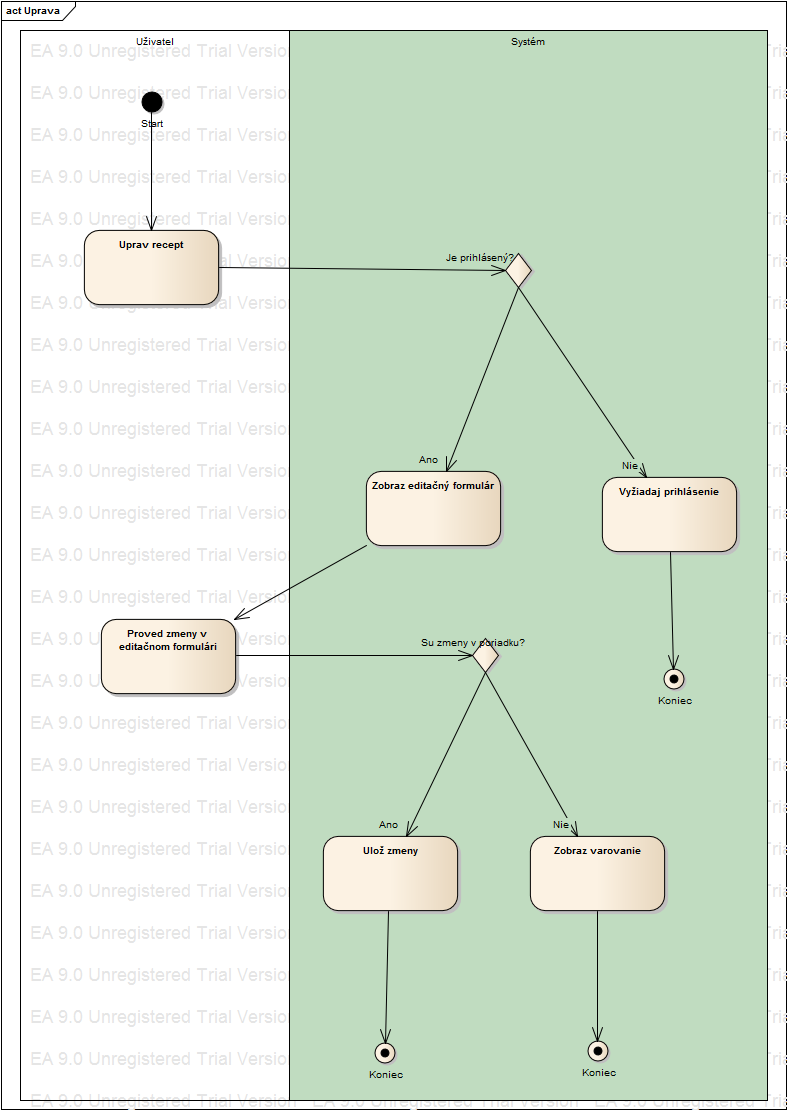 act Uprava
Uživatel
Systém
EA 9.0 Unregistered Trial Version
Start
Uprav recept
Je prihlásený?
Ano
Nie
Zobraz editačný formulár
Vyžiadaj prihlásenie
Proved zmeny v
editačnom formulári
Su zmeny v poriadku?
Koniec
Ano
Nie
Ulož zmeny
Zobraz varovanie
Koniec
Koniec